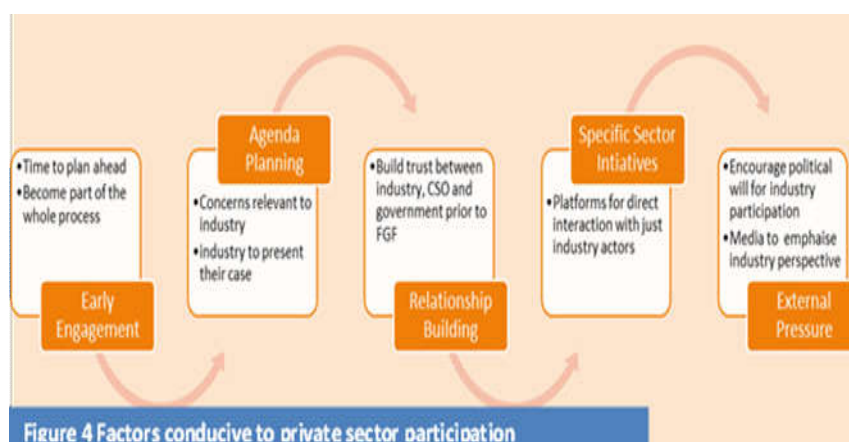 •Time to plan ahead
•Become part of the
whole process
Early
Engagement
Agenda
Planning
•Concerns relevant to
industry
•Industry to present
their case
•Build trust between
industry, CSO and
government prior to
FGF
Relationship
Building
Specific Sector
Intiatives
•Platforms for direct
interaction with just
industry actors
•Encourage political
will for industry
participation
•Media to emphaise
industry perspective
External
Pressure
Figure 4 Factors conducive to private sector participation